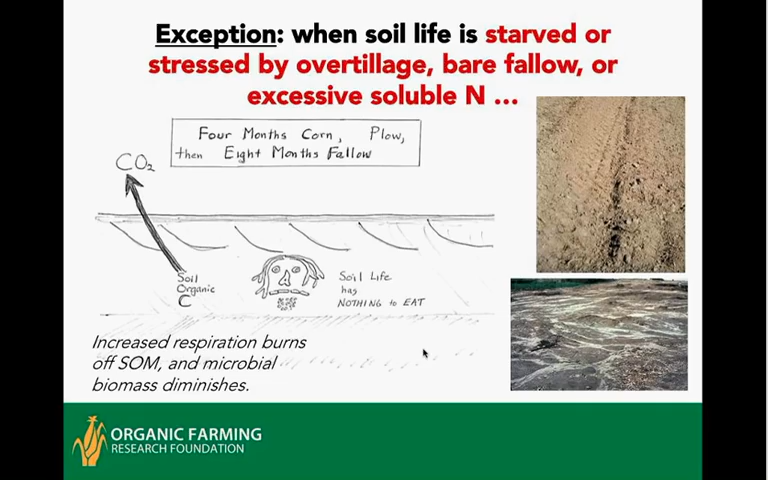 Exception: when soil life is starved or
stressed by overtillage, bare fallow, or
excessive soluble N ...
Four Months Corn, Plow,
then Eight Months Fallow
CO₂
Soil
Organic
C
Soil Life
has
NOTHING to EAT
Increased respiration burns
off SOM, and microbial
biomass diminishes.
ORGANIC FARMING
RESEARCH FOUNDATION